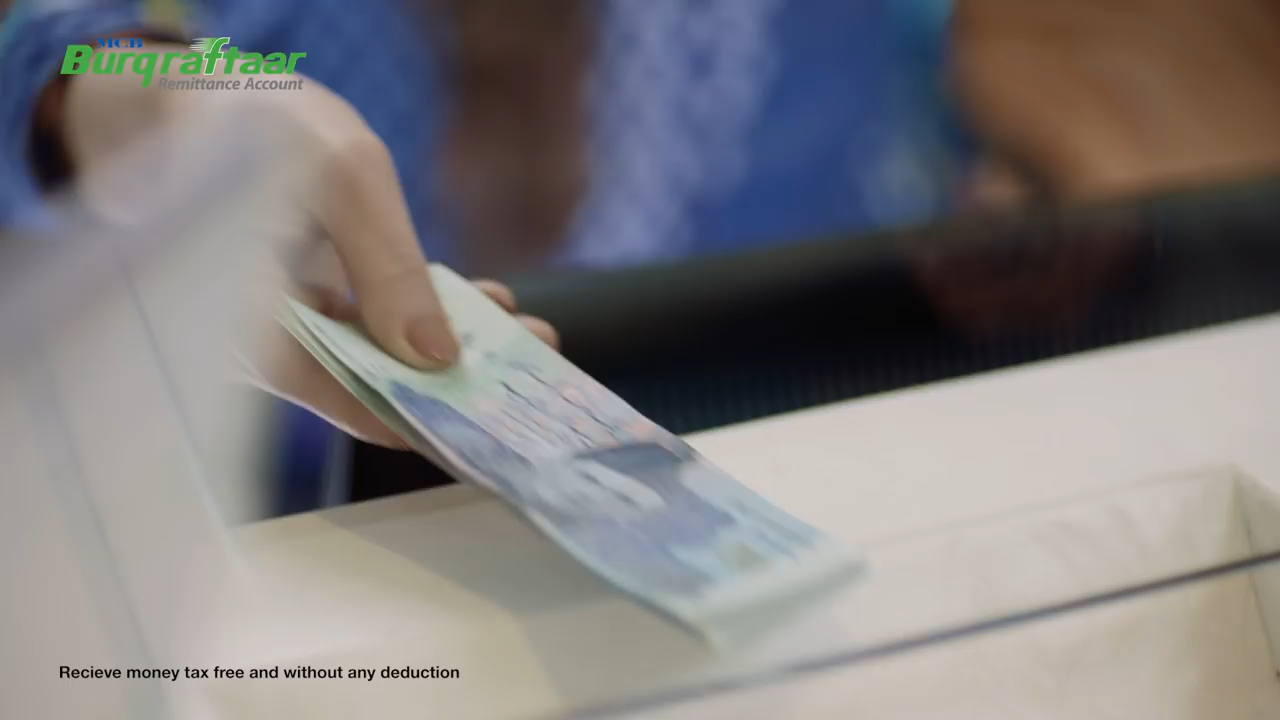 MCB
Burqraftaar
Remittance Account
Recieve money tax free and without any deduction